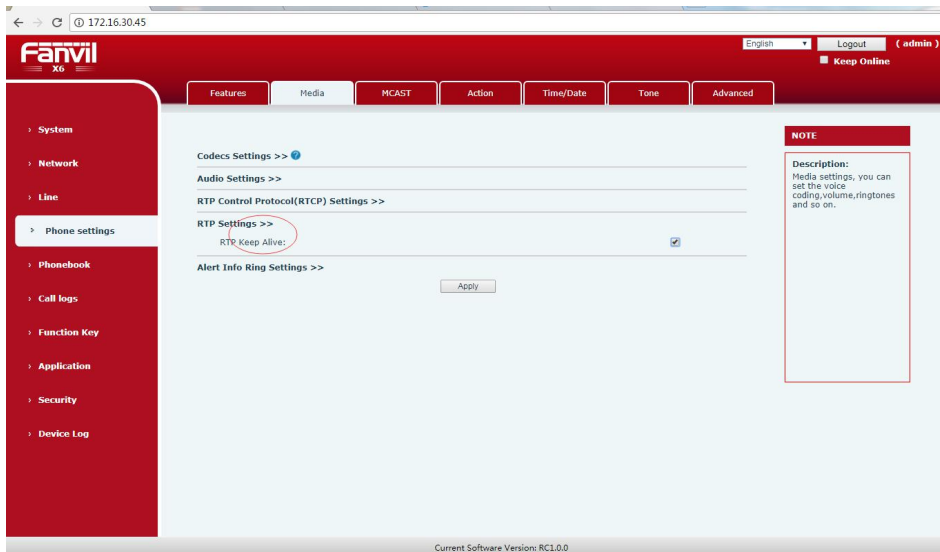 172.16.30.45
Fanvil
X6
English
Logout
( admin )
Keep Online
Features
Media
MCAST
Action
Time/Date
Tone
Advanced
› System
› Network
› Line
› Phone settings
› Phonebook
› Call logs
› Function Key
› Application
› Security
› Device Log
Codecs Settings >>
Audio Settings >>
RTP Control Protocol(RTCP) Settings >>
RTP Settings >>
RTP Keep Alive:
Alert Info Ring Settings >>
Apply
NOTE
Description:
Media settings, you can
set the voice
coding,volume,ringtones
and so on.
Current Software Version: RC1.0.0